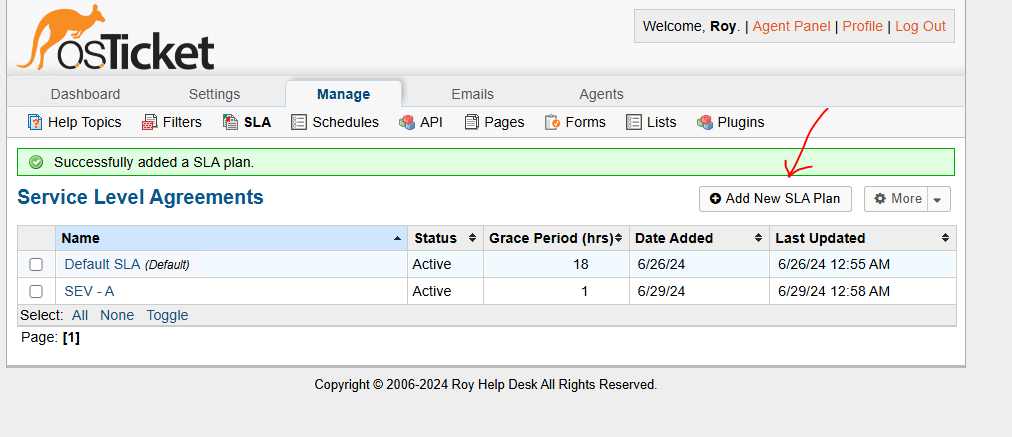 Welcome, Roy. | Agent Panel | Profile | Log Out
osTicket
Dashboard Settings Manage Emails Agents
Help Topics Filters SLA Schedules API Pages Forms Lists Plugins
Successfully added a SLA plan.
Service Level Agreements
Add New SLA Plan More
Name Status Grace Period (hrs) Date Added Last Updated
Default SLA (Default) Active 18 6/26/24 6/26/24 12:55 AM
SEV - A Active 1 6/29/24 6/29/24 12:58 AM
Select: All None Toggle
Page: [1]
Copyright © 2006-2024 Roy Help Desk All Rights Reserved.